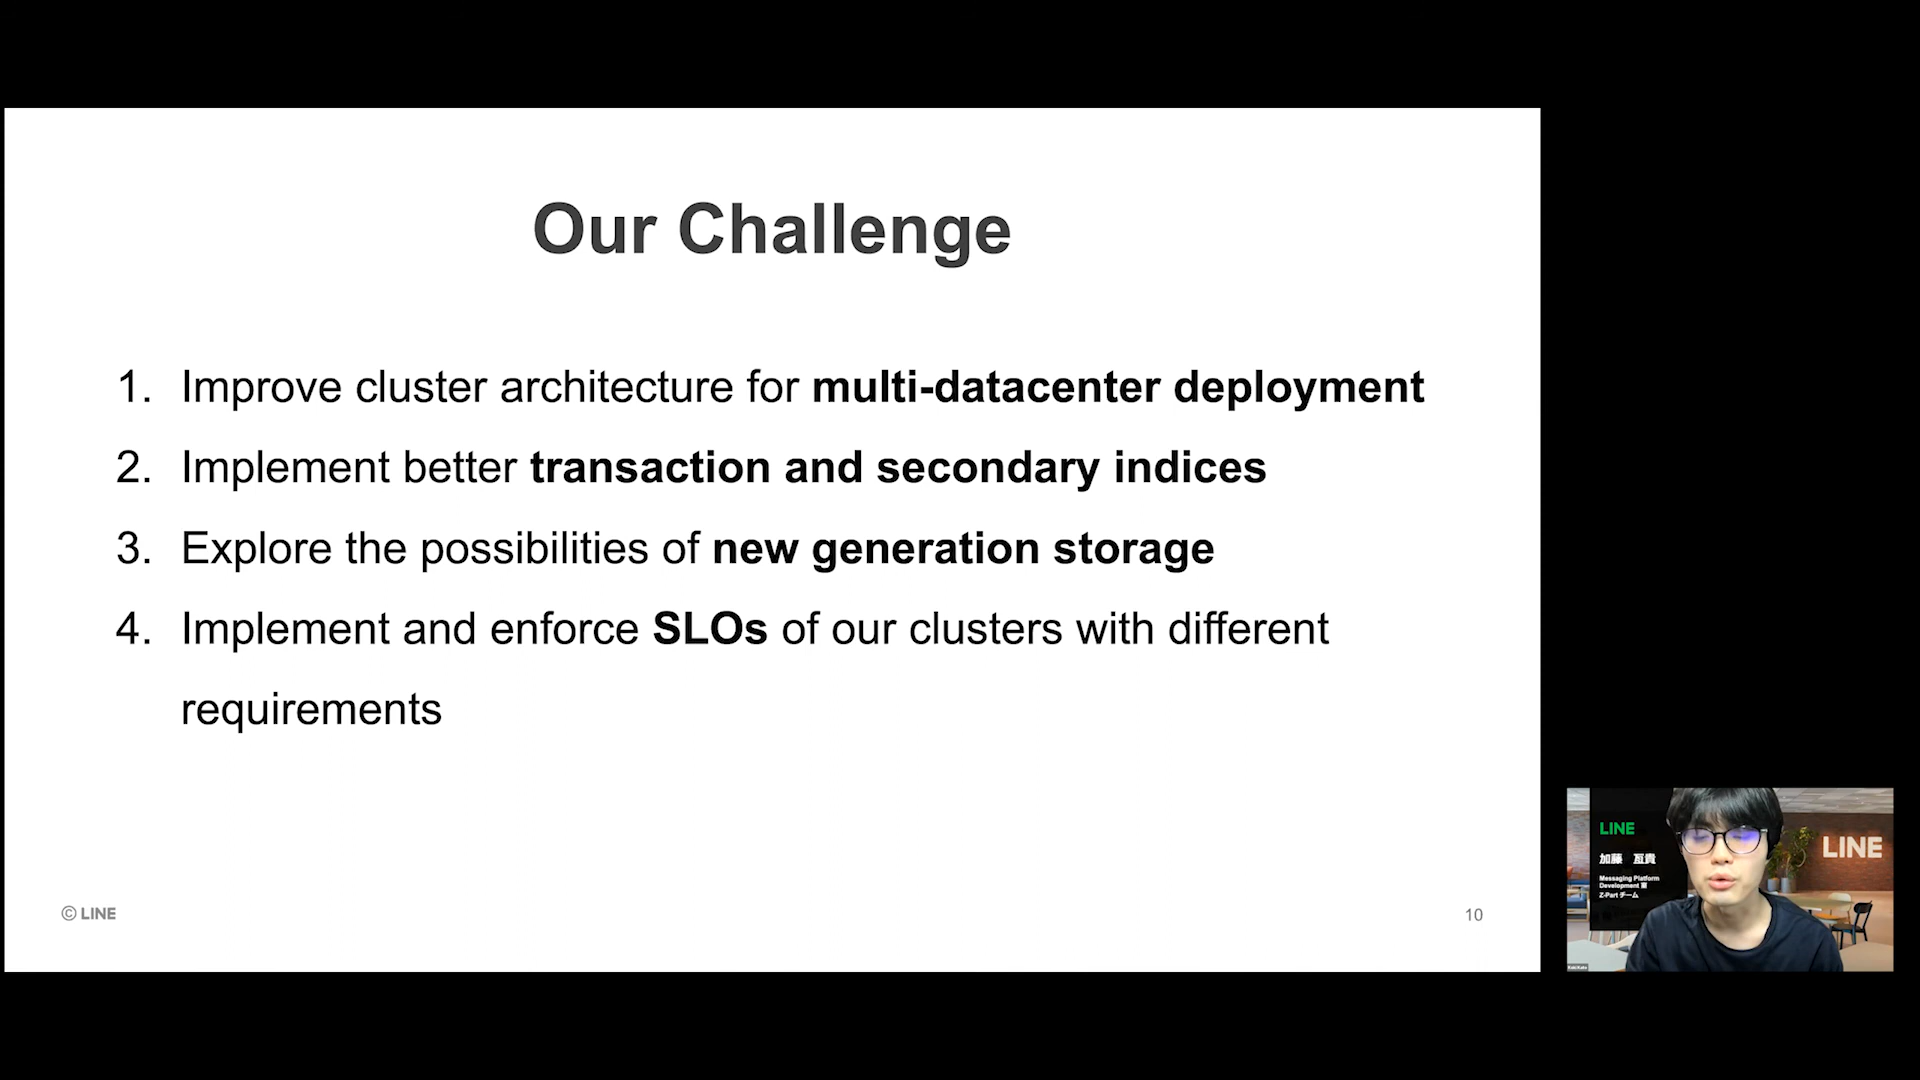 Our Challenge
1. Improve cluster architecture for multi-datacenter deployment
2. Implement better transaction and secondary indices
3. Explore the possibilities of new generation storage
4. Implement and enforce SLOs of our clusters with different
requirements
© LINE
10
LINE
加藤 亙貴
Messaging Platform
Development 室
Z-Part チーム
LINE